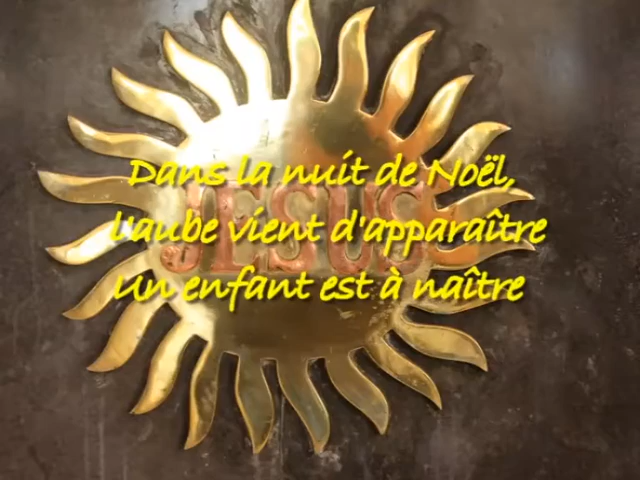 Dans la nuit de Noël,
l'aube vient d'apparaître
JESUS
Un enfant est à naître